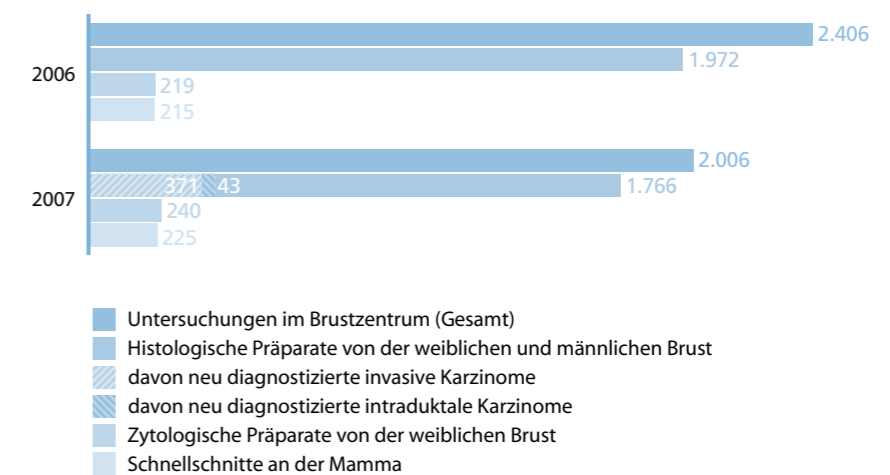 2.406
1.972
2006
219
215
2.006
371 43 1.766
2007
240
225
Untersuchungen im Brustzentrum (Gesamt)
Histologische Präparate von der weiblichen und männlichen Brust
davon neu diagnostizierte invasive Karzinome
davon neu diagnostizierte intraduktale Karzinome
Zytologische Präparate von der weiblichen Brust
Schnellschnitte an der Mamma